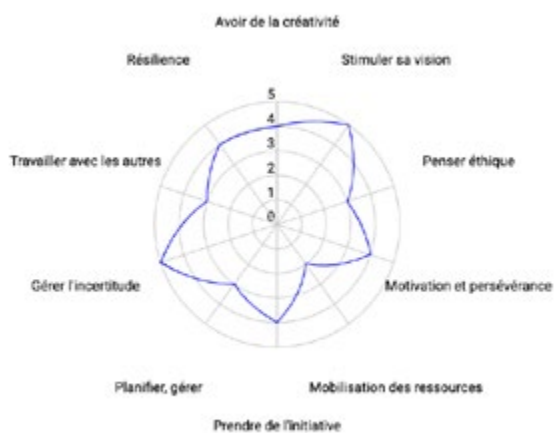 Avoir de la créativité
Résilience
Stimuler sa vision
5
4
3
2
1
0
Travailler avec les autres
Penser éthique
Gérer l'incertitude
Motivation et persévérance
Planifier, gérer
Mobilisation des ressources
Prendre de l'initiative